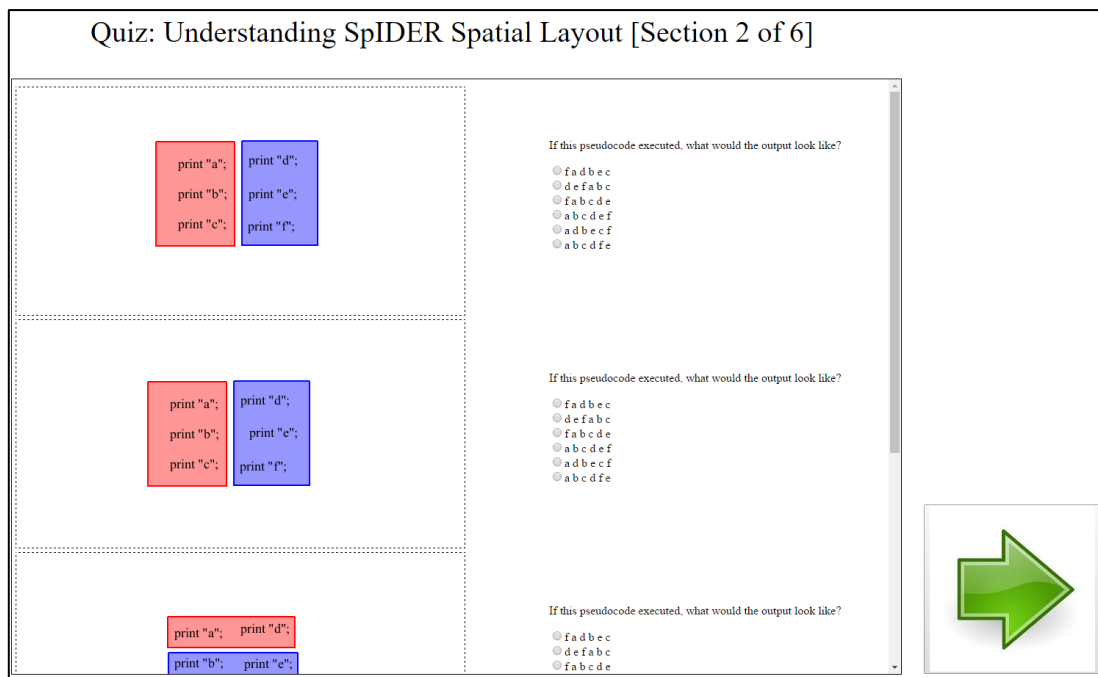 Quiz: Understanding SpIDER Spatial Layout [Section 2 of 6]
print "a"; print "d";
print "b"; print "e";
print "c"; print "f";
If this pseudocode executed, what would the output look like?
f a d b e c
d e f a b c
f a b c d e
a b c d e f
a d b e c f
a b c d f e
print "a"; print "d";
print "b"; print "e";
print "c"; print "f";
If this pseudocode executed, what would the output look like?
f a d b e c
d e f a b c
f a b c d e
a b c d e f
a d b e c f
a b c d f e
print "a"; print "d";
print "b"; print "e";
If this pseudocode executed, what would the output look like?
f a d b e c
d e f a b c
f a b c d e